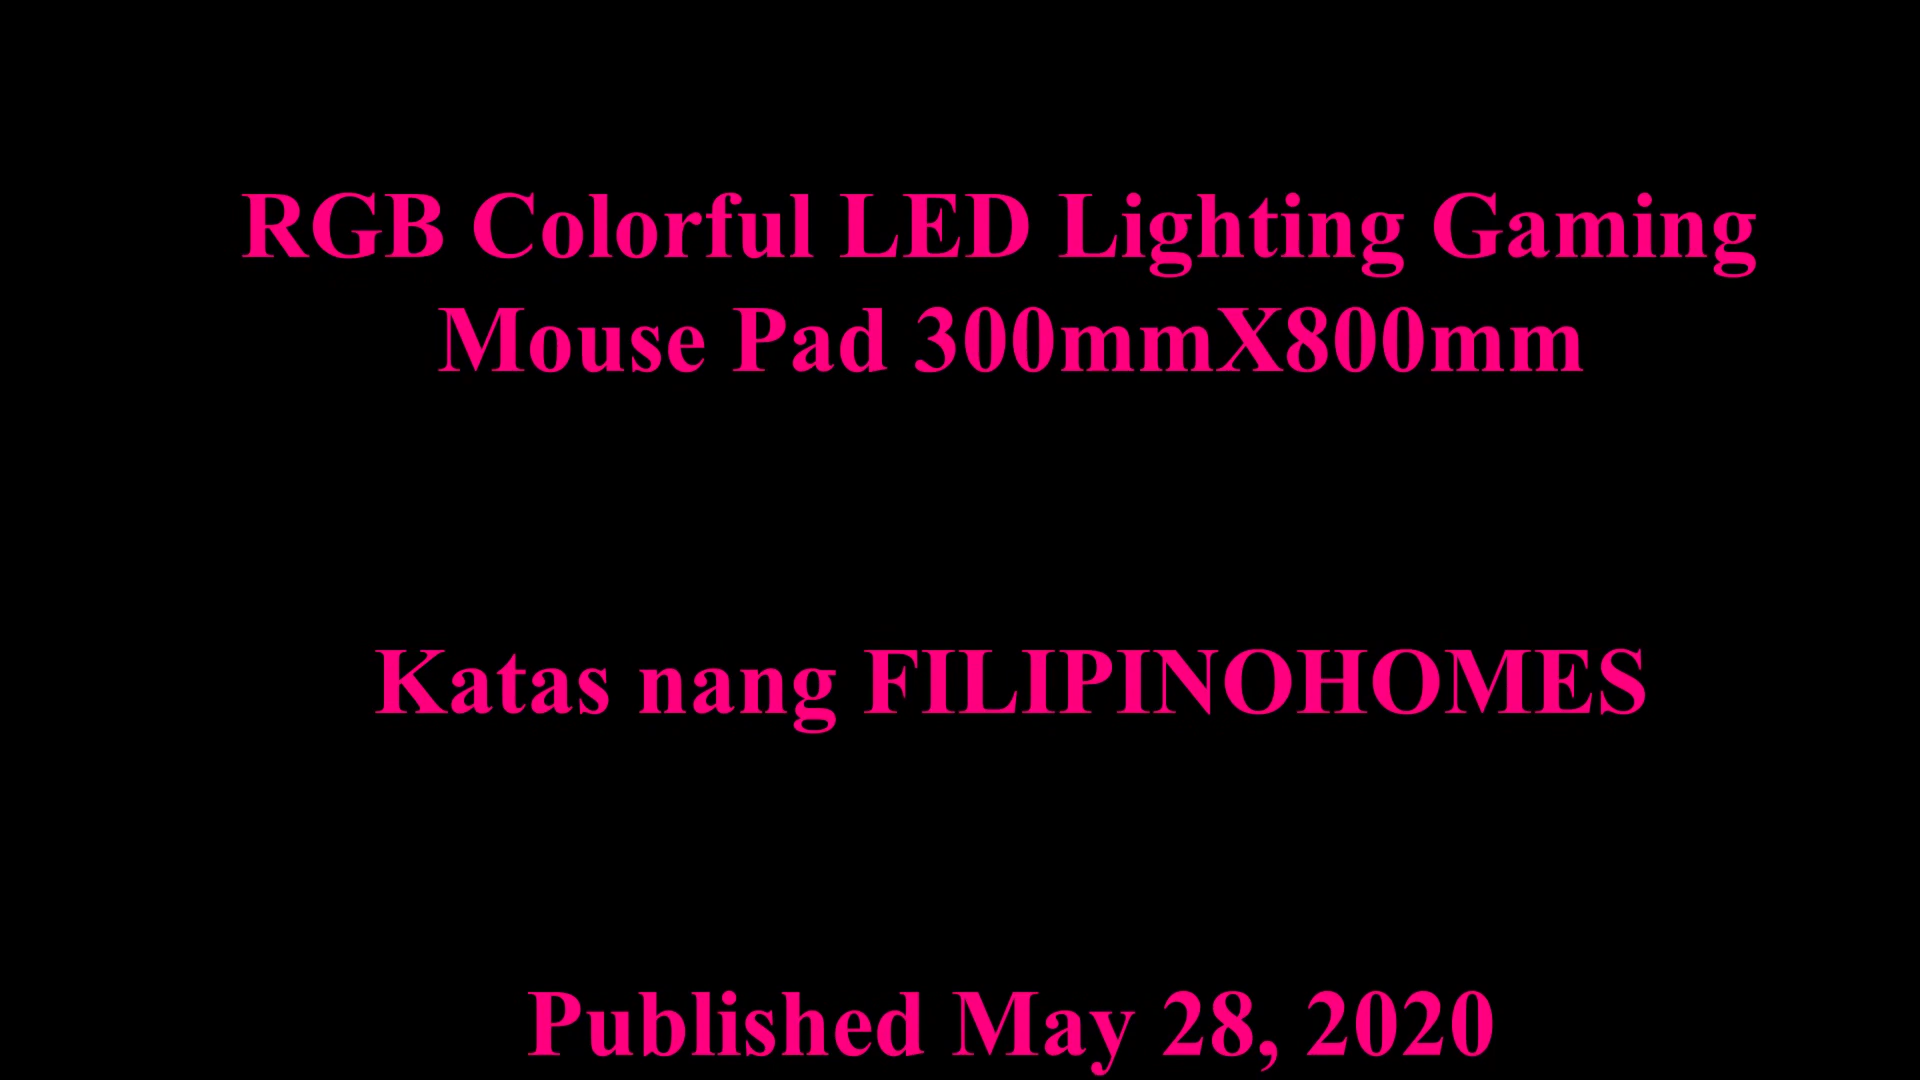 RGB Colorful LED Lighting Gaming
Mouse Pad 300mmX800mm
Katas nang FILIPINOHOMES
Published May 28, 2020